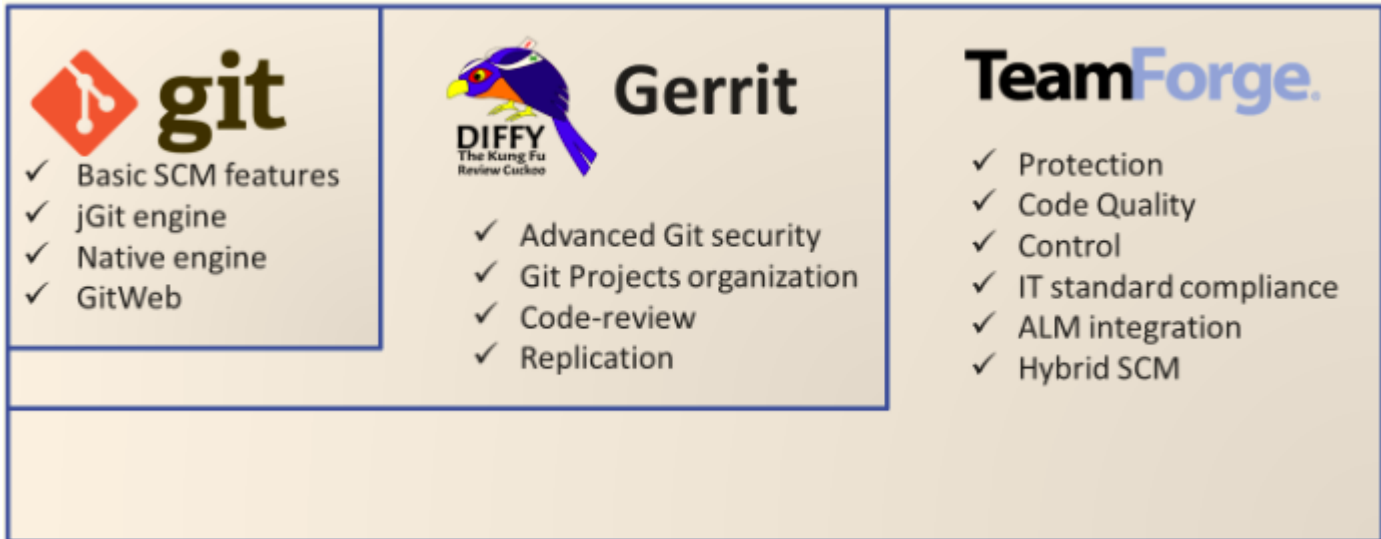 git
Basic SCM features
jGit engine
Native engine
GitWeb
Gerrit
DIFFY
The Kung Fu
Review Cuckoo
Advanced Git security
Git Projects organization
Code-review
Replication
TeamForge.
Protection
Code Quality
Control
IT standard compliance
ALM integration
Hybrid SCM